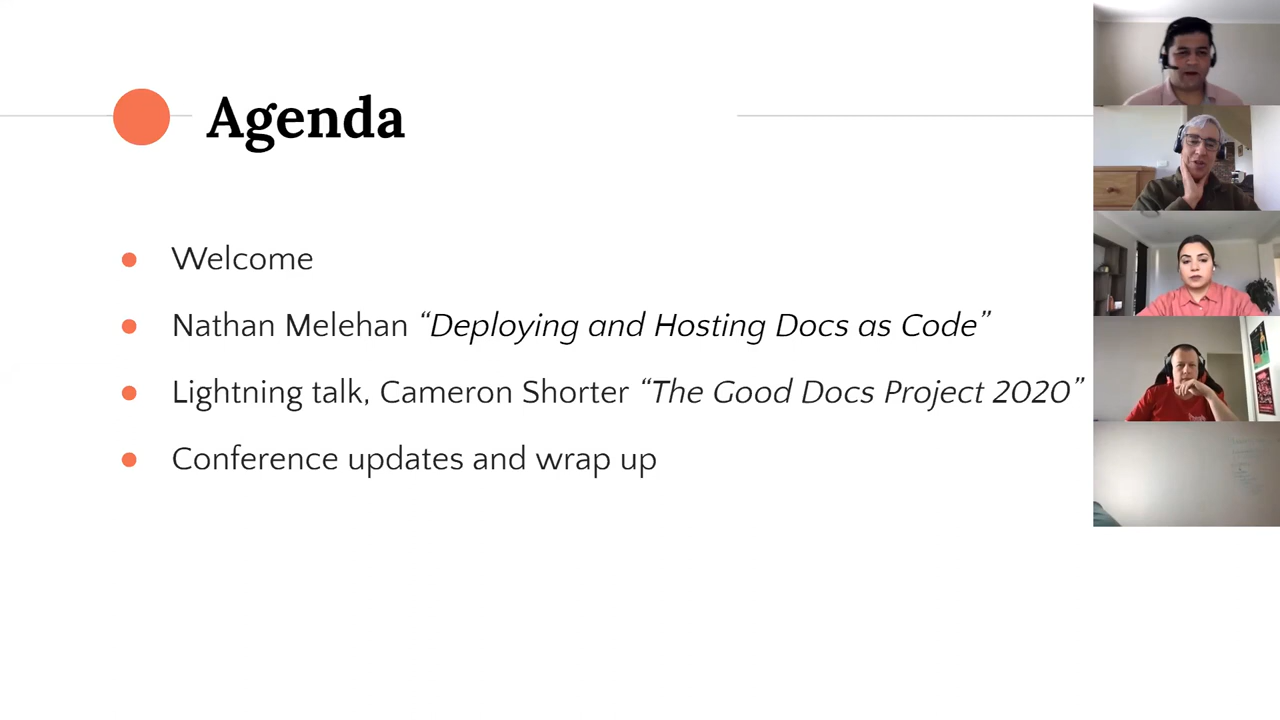 Agenda
Welcome
Nathan Melehan “Deploying and Hosting Docs as Code”
Lightning talk, Cameron Shorter “The Good Docs Project 2020”
Conference updates and wrap up